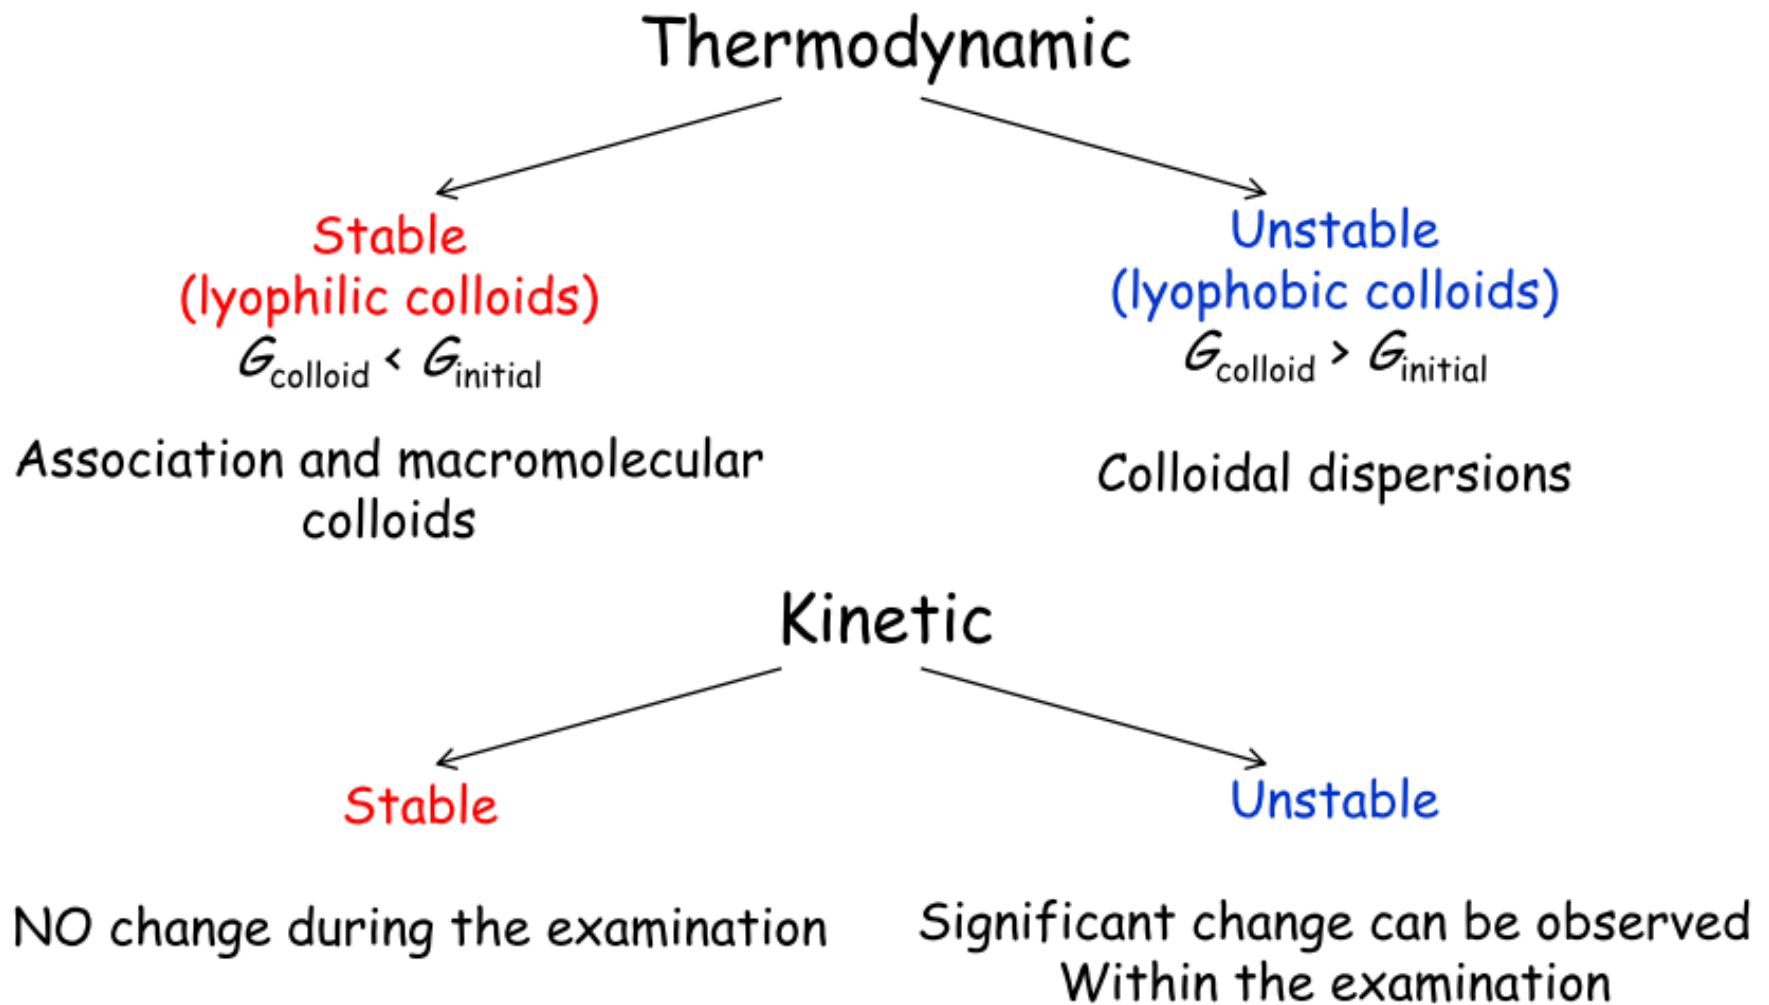 Thermodynamic
Stable
(lyophilic colloids)
Gcolloid < Ginitial
Association and macromolecular
colloids
Unstable
(lyophobic colloids)
Gcolloid > Ginitial
Colloidal dispersions
Kinetic
Stable
NO change during the examination
Unstable
Significant change can be observed
Within the examination